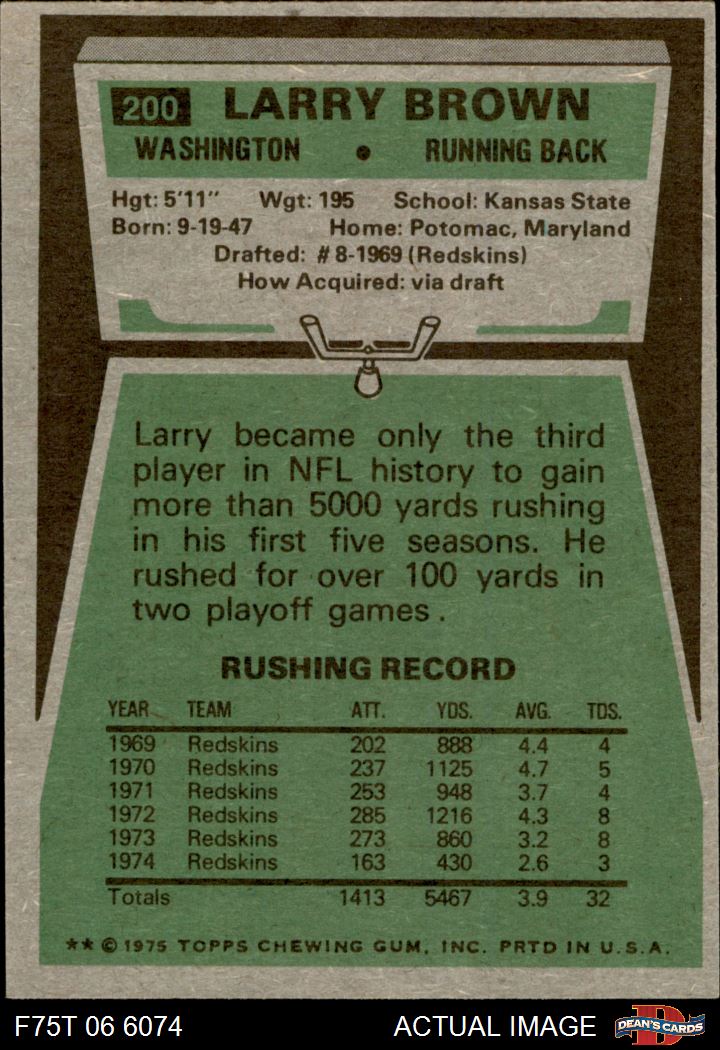 200 LARRY BROWN
WASHINGTON • RUNNING BACK
Hgt: 5'11" Wgt: 195 School: Kansas State
Born: 9-19-47 Home: Potomac, Maryland
Drafted: #8-1969 (Redskins)
How Acquired: via draft
Larry became only the third
player in NFL history to gain
more than 5000 yards rushing
in his first five seasons. He
rushed for over 100 yards in
two playoff games.
RUSHING RECORD
YEAR TEAM ATT. YDS. AVG. TDS.
1969 Redskins 202 888 4.4 4
1970 Redskins 237 1125 4.7 5
1971 Redskins 253 948 3.7 4
1972 Redskins 285 1216 4.3 8
1973 Redskins 273 860 3.2 8
1974 Redskins 163 430 2.6 3
Totals 1413 5467 3.9 32
** © 1975 TOPPS CHEWING GUM, INC. PRTD IN U.S.A.
F75T 06 6074 ACTUAL IMAGE D DEAN'S CARDS